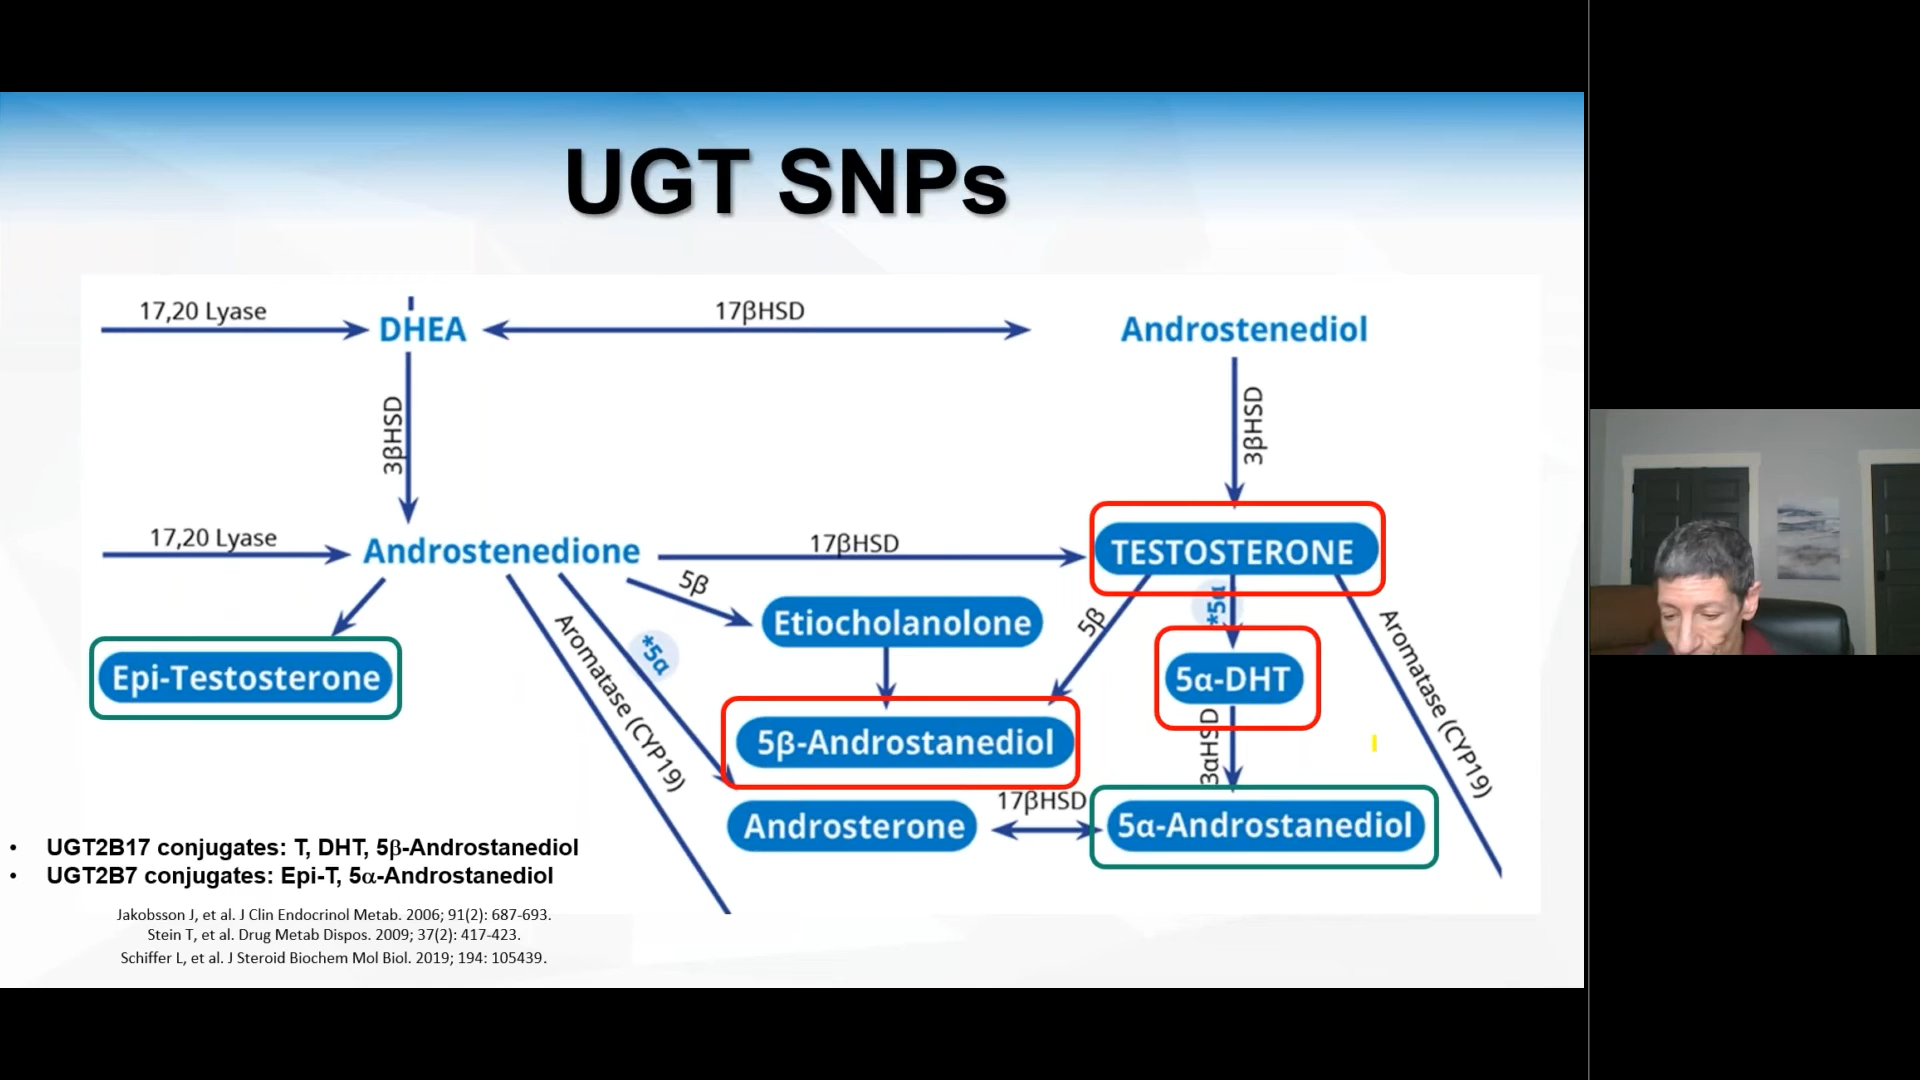 UGT SNPs
17,20 Lyase
DHEA
17βHSD
Androstenediol
3βHSD
3βHSD
17,20 Lyase
Androstenedione
17βHSD
TESTOSTERONE
5β
Etiocholanolone
5β
*5α
Aromatase (CYP19)
*5α
Aromatase (CYP19)
Epi-Testosterone
5α-DHT
5β-Androstanediol
3αHSD
17βHSD
Androsterone
5α-Androstanediol
• UGT2B17 conjugates: T, DHT, 5β-Androstanediol
• UGT2B7 conjugates: Epi-T, 5α-Androstanediol
Jakobsson J, et al. J Clin Endocrinol Metab. 2006; 91(2): 687-693.
Stein T, et al. Drug Metab Dispos. 2009; 37(2): 417-423.
Schiffer L, et al. J Steroid Biochem Mol Biol. 2019; 194: 105439.